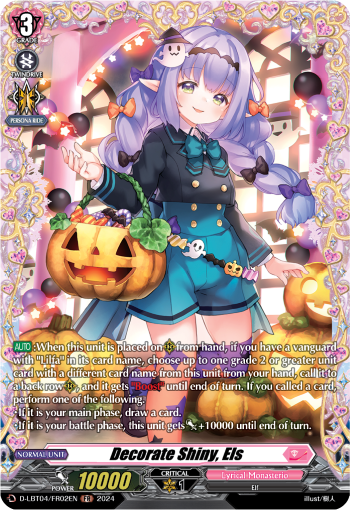 3
GRADE
TWINDRIVE
PERSONA RIDE
AUTO:When this unit is placed on from hand, if you have a vanguard
with "Lilfa" in its card name, choose up to one grade 2 or greater unit
card with a different card name from this unit from your hand, call it to
a backrow, and it gets "Boost" until end of turn. If you called a card,
perform one of the following.
·If it is your main phase, draw a card.
·If it is your battle phase, this unit gets +10000 until end of turn.
NORMAL UNIT
Decorate Shiny, Els
POWER 10000 CRITICAL 1 Lyrical Monasterio
Elf
D-LBT04/FR02EN FR 2024 illust/樹人